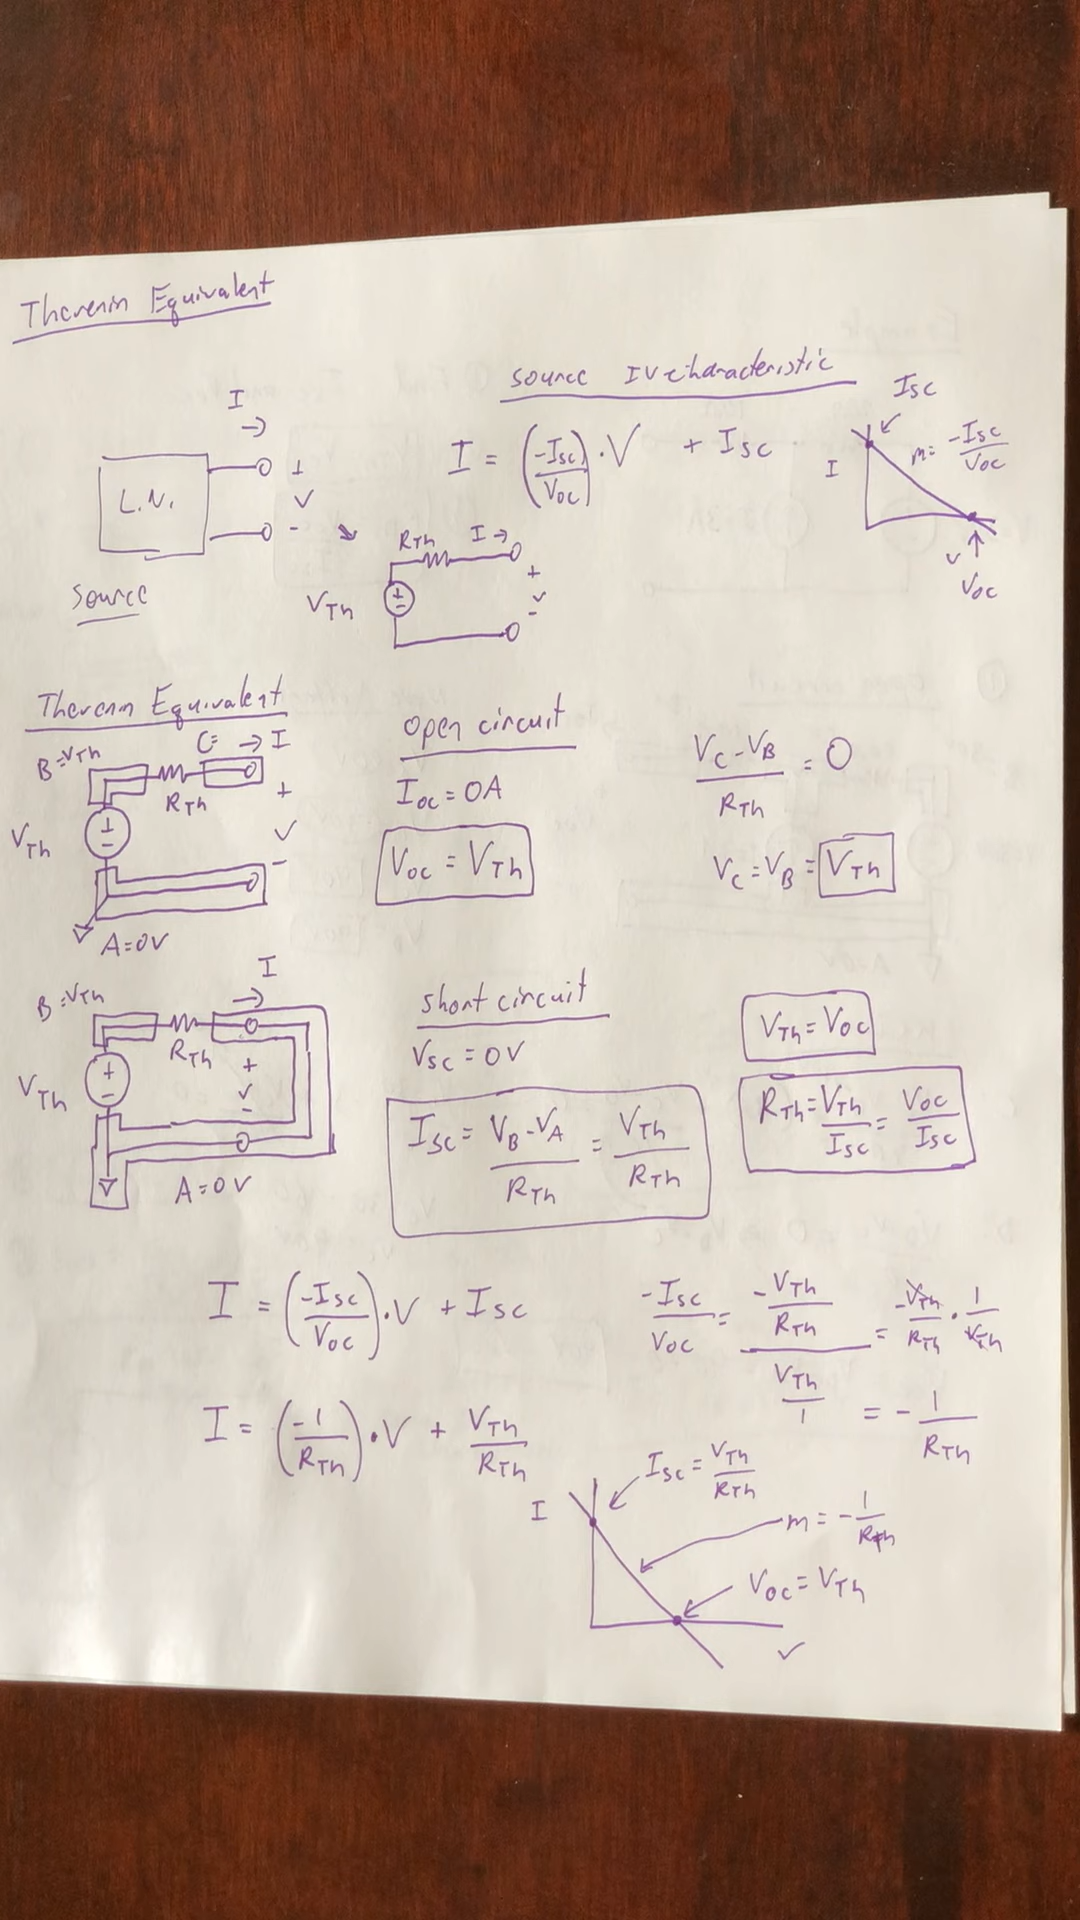 Thevenin Equivalent
Source IV characteristic
I = (-Isc/Voc) · V + Isc
Isc
I
m = -Isc/Voc
V
Voc
I →
L.N.
+
V
-
Source
RTh I →
VTh
+
-
+
V
-
Thevenin Equivalent
B=VTh
C= → I
RTh
+
VTh
+
-
V
-
A=0V
open circuit
Ioc = 0A
Voc = VTh
(Vc - VB)/RTh = 0
Vc = VB = VTh
B=VTh
I →
RTh
+
VTh
+
-
V
-
A=0V
short circuit
Vsc = 0V
Isc = (VB - VA)/RTh = VTh/RTh
VTh = Voc
RTh = VTh/Isc = Voc/Isc
I = (-Isc/Voc) · V + Isc
-Isc/Voc = (-VTh/RTh)/(VTh/1) = -VTh/RTh · 1/VTh
= -1/RTh
I = (-1/RTh) · V + VTh/RTh
Isc = VTh/RTh
I
m = -1/RTh
Voc = VTh
V